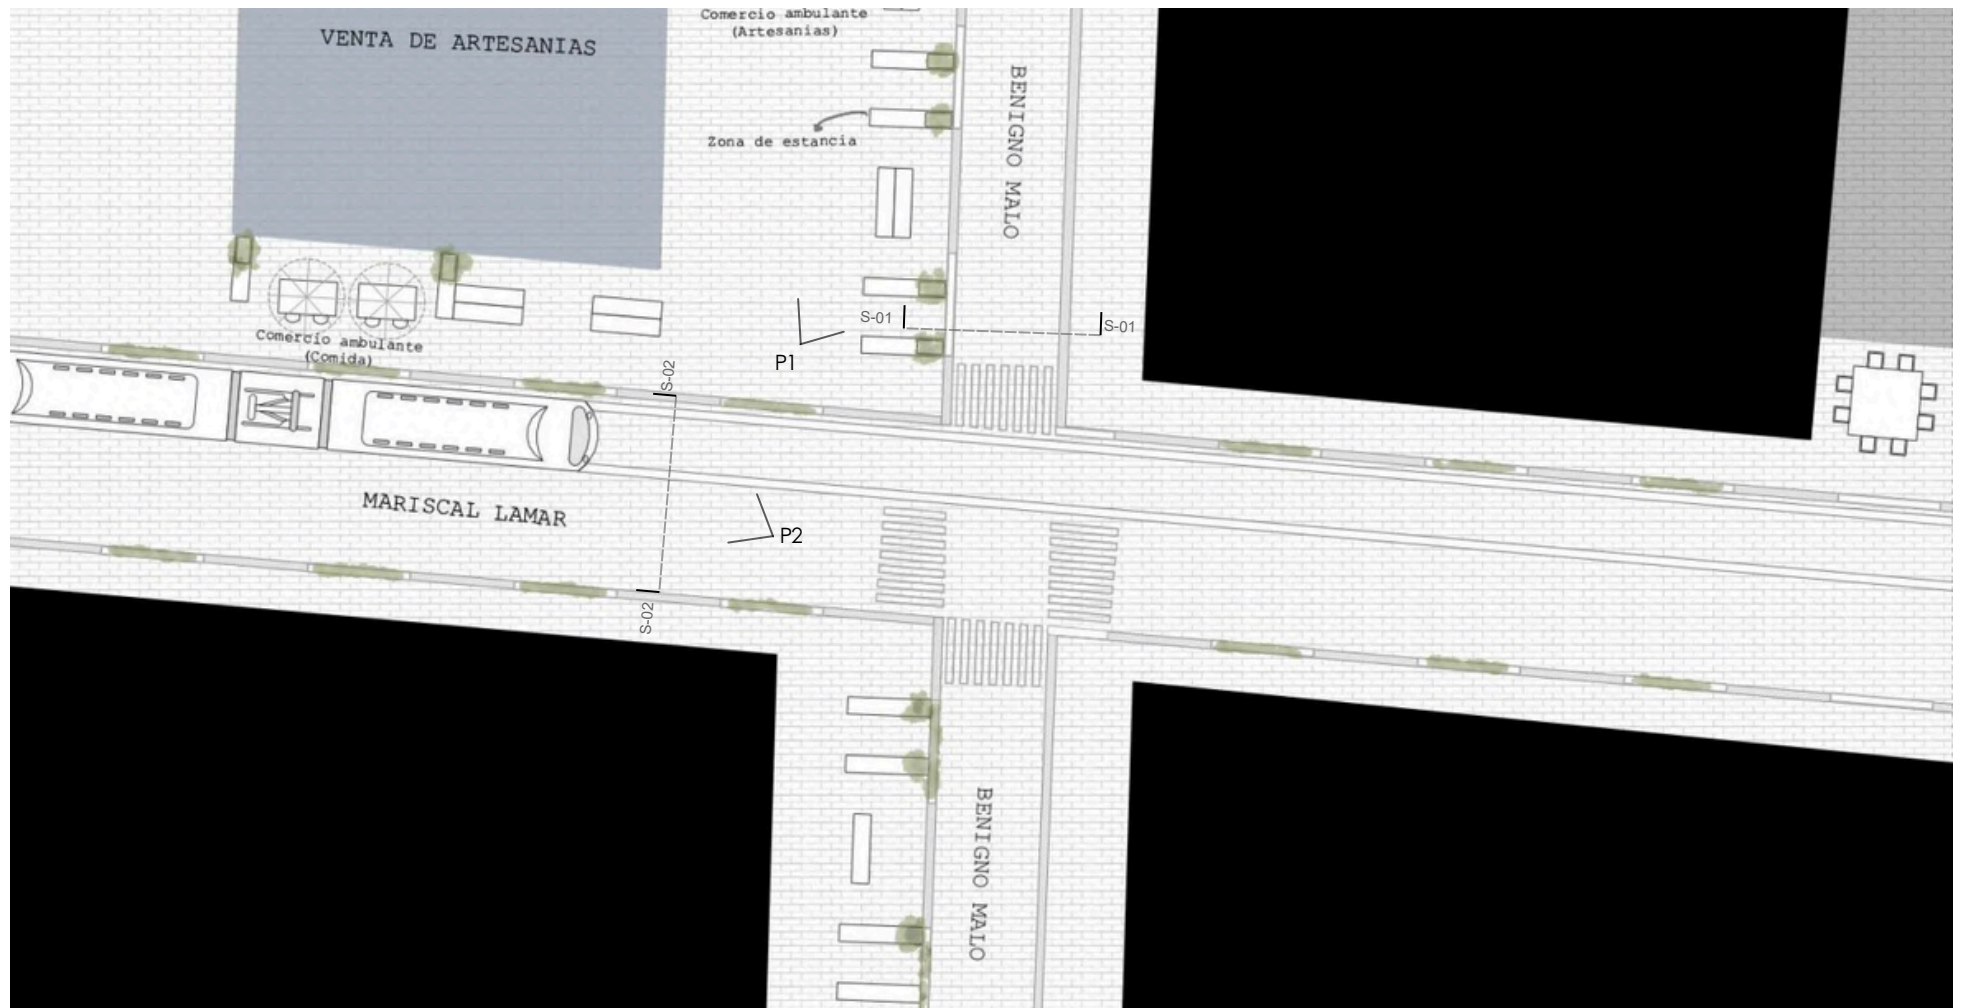 Comercio ambulante
(Artesanias)
VENTA DE ARTESANIAS
BENIGNO MALO
Zona de estancia
S-01
S-01
Comercio ambulante
(Comida)
P1
S-02
MARISCAL LAMAR
P2
S-02
BENIGNO MALO